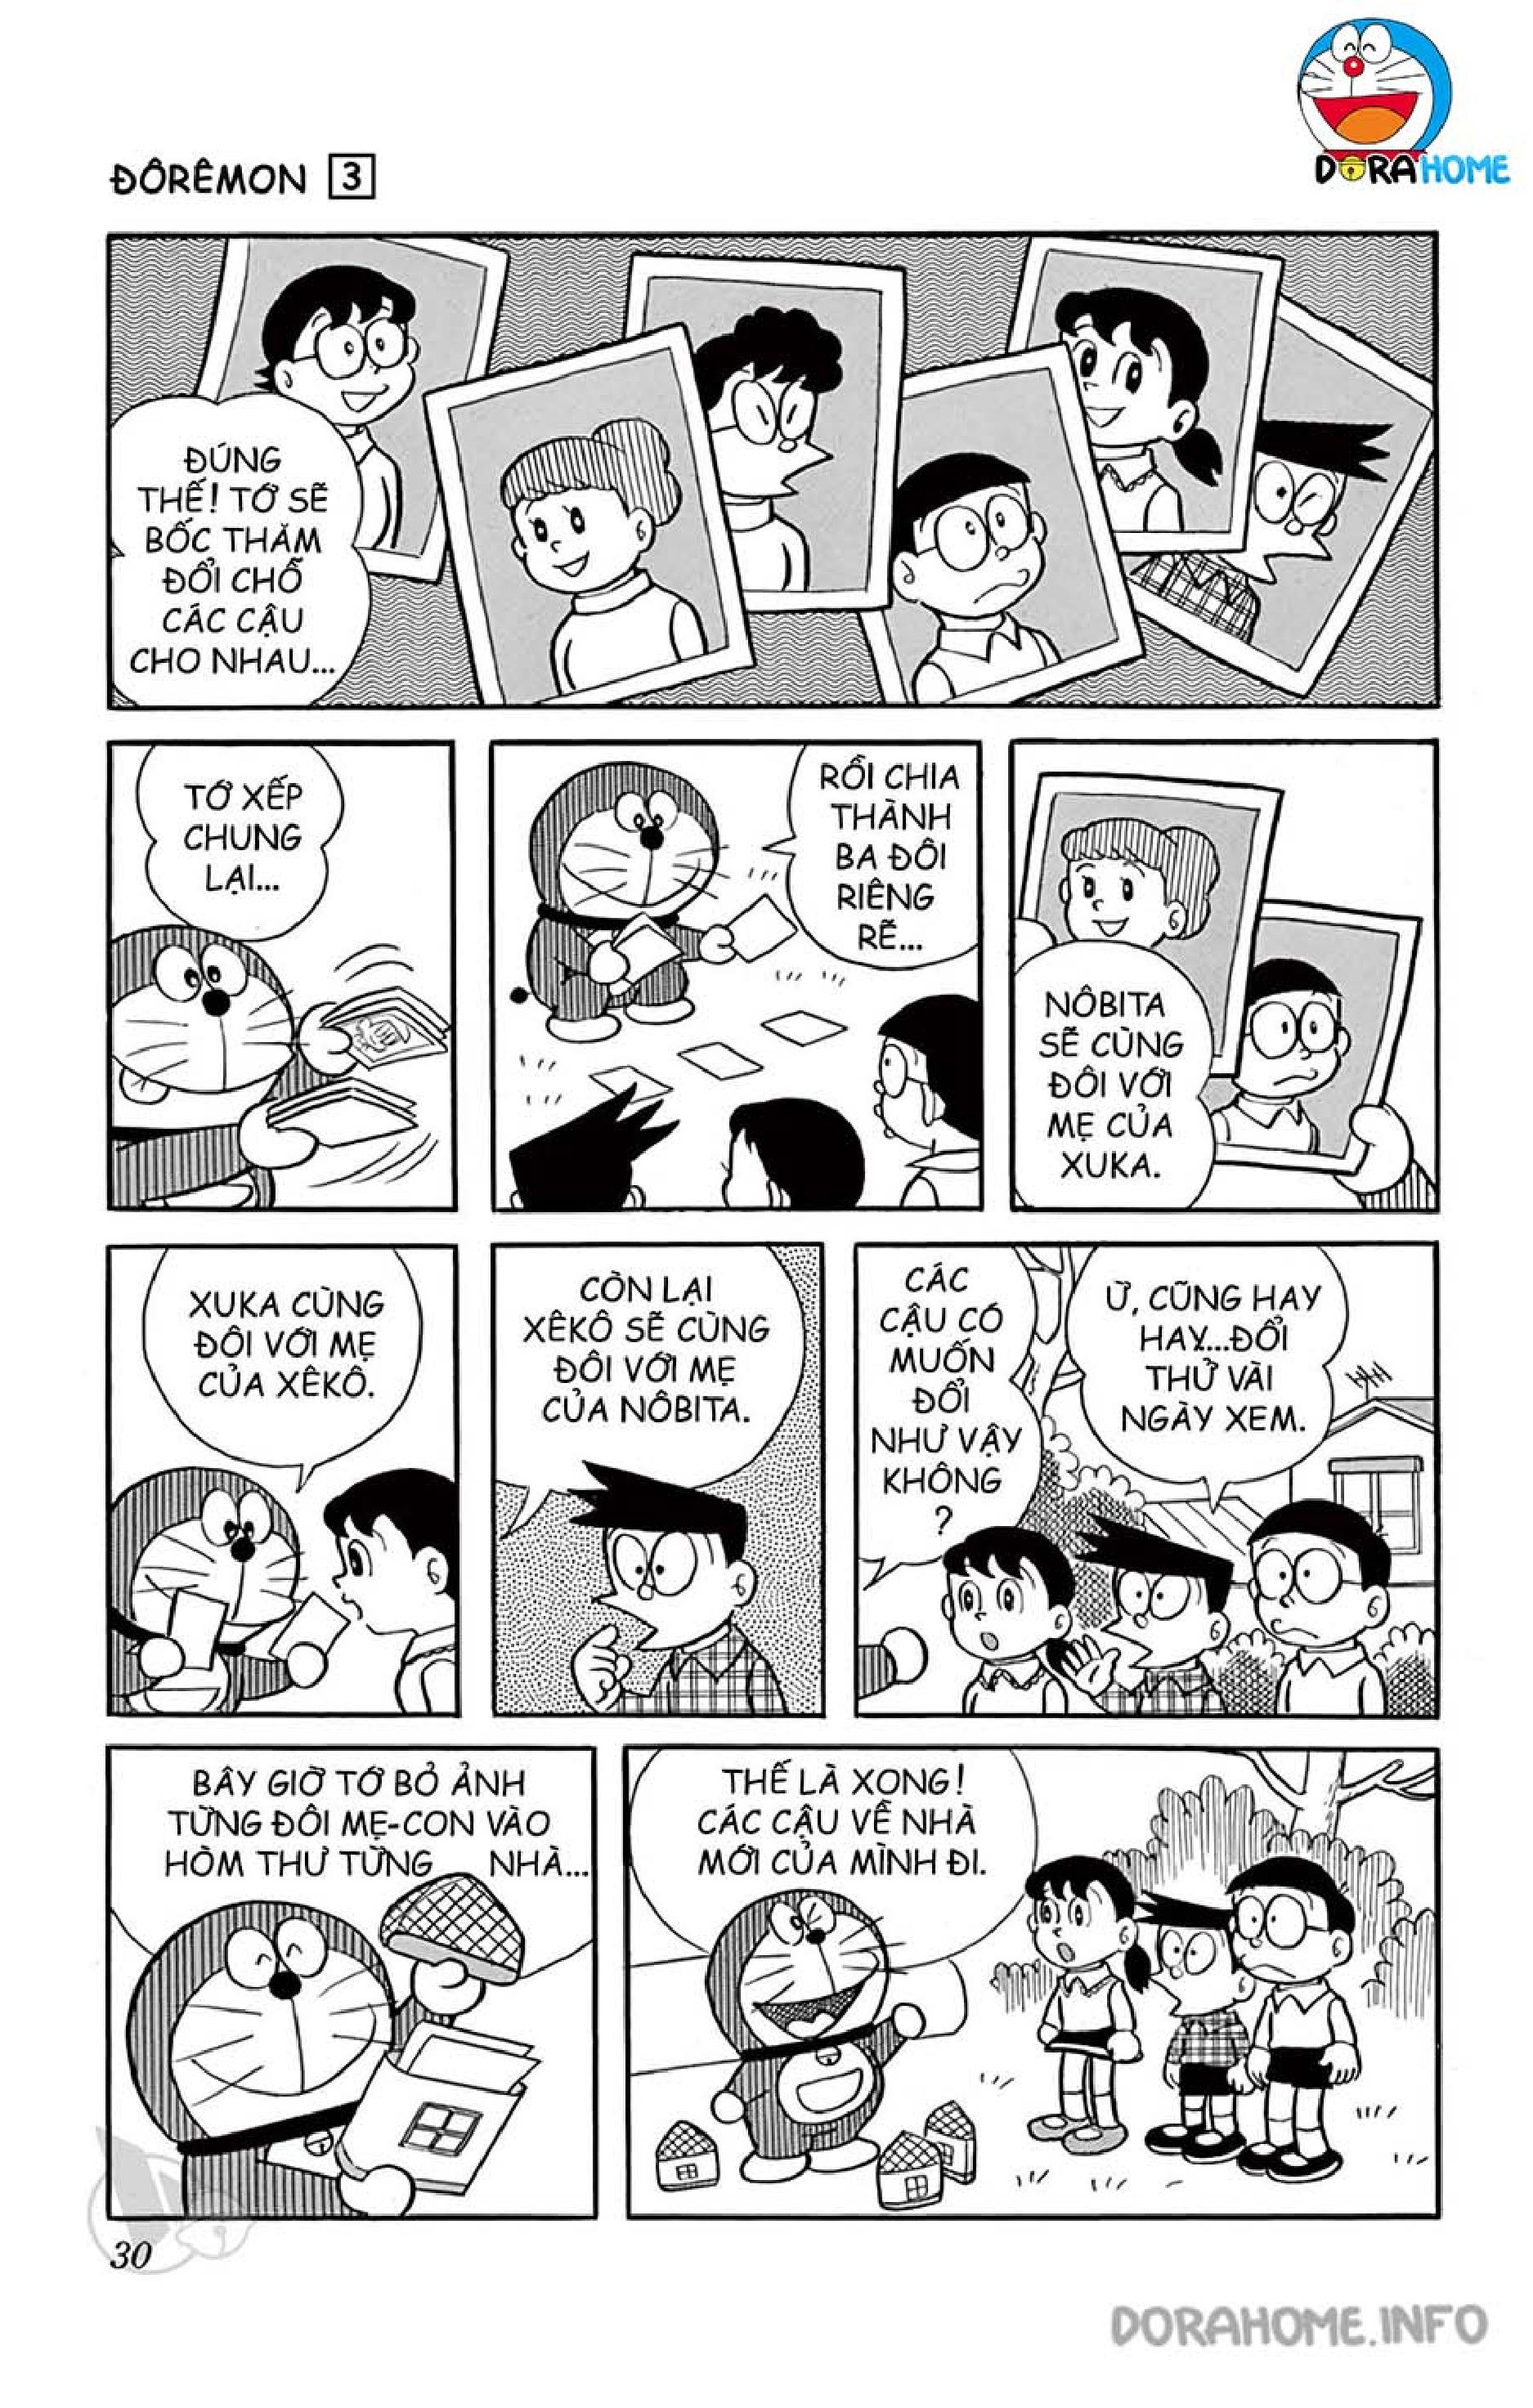 DORAHOME
ĐÔRÊMON 3
ĐÚNG
THẾ! TỚ SẼ
BỐC THĂM
ĐỔI CHỖ
CÁC CẬU
CHO NHAU...
TỚ XẾP
CHUNG
LẠI...
RỒI CHIA
THÀNH
BA ĐÔI
RIÊNG
RẼ...
NÔBITA
SẼ CÙNG
ĐÔI VỚI
MẸ CỦA
XUKA.
XUKA CÙNG
ĐÔI VỚI MẸ
CỦA XÊKÔ.
CÒN LẠI
XÊKÔ SẼ CÙNG
ĐÔI VỚI MẸ
CỦA NÔBITA.
CÁC
CẬU CÓ
MUỐN
ĐỔI
NHƯ VẬY
KHÔNG
?
Ừ, CŨNG HAY
HAY...ĐỔI
THỬ VÀI
NGÀY XEM.
BÂY GIỜ TỚ BỎ ẢNH
TỪNG ĐÔI MẸ-CON VÀO
HÒM THƯ TỪNG NHÀ...
THẾ LÀ XONG!
CÁC CẬU VỀ NHÀ
MỚI CỦA MÌNH ĐI.
30
DORAHOME.INFO